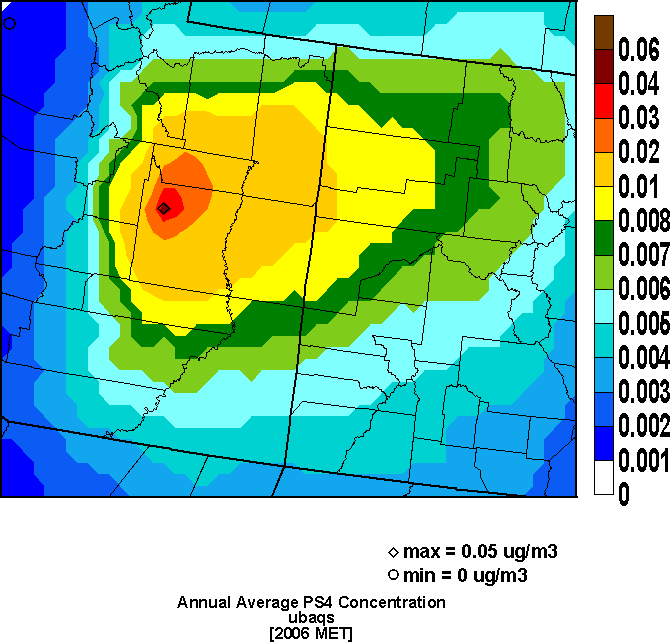 0.06
0.04
0.03
0.02
0.01
0.008
0.007
0.006
0.005
0.004
0.003
0.002
0.001
0
max = 0.05 ug/m3
min = 0 ug/m3
Annual Average PS4 Concentration
ubaqs
[2006 MET]